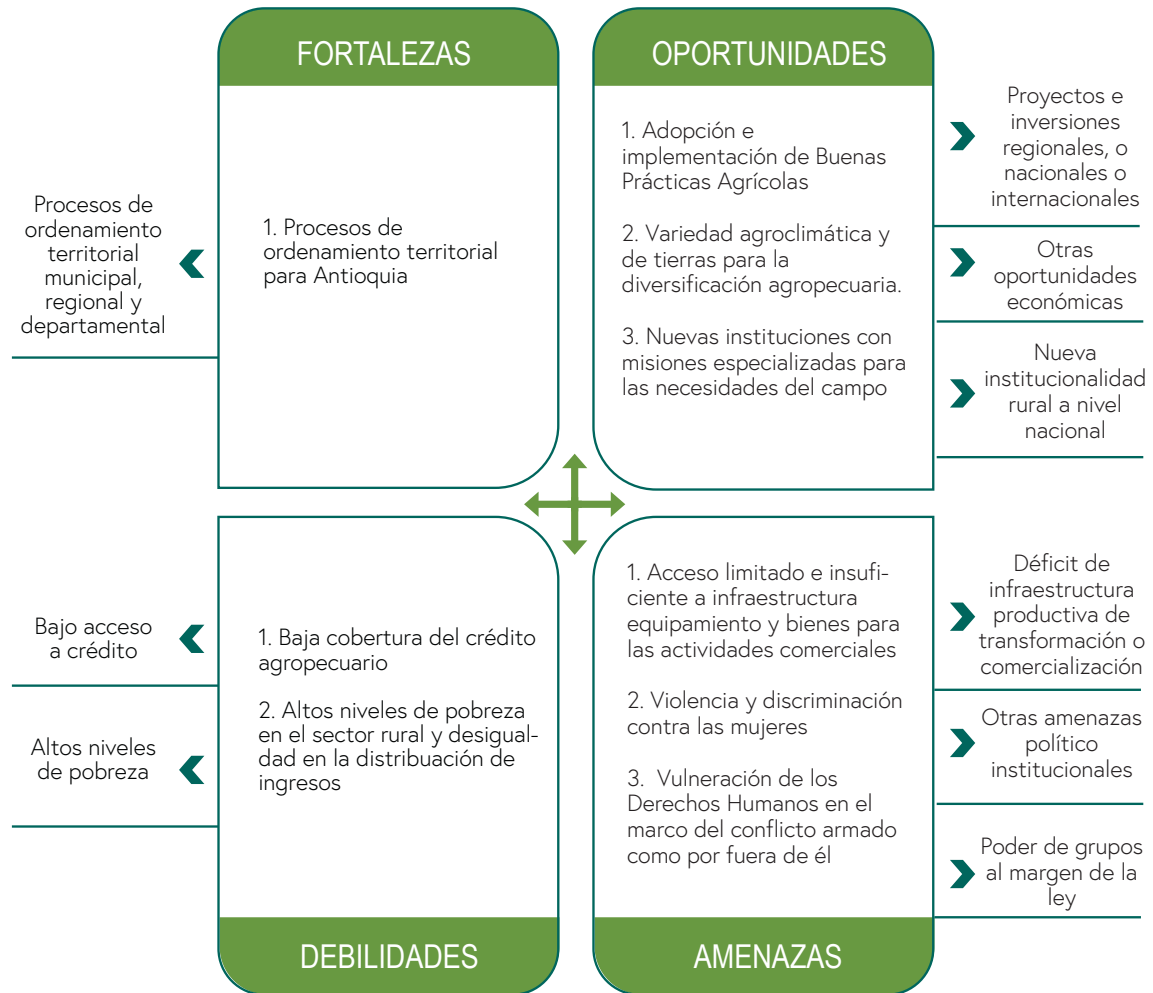 FORTALEZAS
Procesos de
ordenamiento
territorial
municipal,
regional y
departamental
1. Procesos de
ordenamiento territorial
para Antioquia
OPORTUNIDADES
1. Adopción e
implementación de Buenas
Prácticas Agrícolas
2. Variedad agroclimática y
de tierras para la
diversificación agropecuaria.
3. Nuevas instituciones con
misiones especializadas para
las necesidades del campo
Proyectos e
inversiones
regionales, o
nacionales o
internacionales
Otras
oportunidades
económicas
Nueva
institucionalidad
rural a nivel
nacional
Bajo acceso
a crédito
Altos niveles
de pobreza
1. Baja cobertura del crédito
agropecuario
2. Altos niveles de pobreza
en el sector rural y desigual-
dad en la distribuación de
ingresos
DEBILIDADES
1. Acceso limitado e insufi-
ciente a infraestructura
equipamiento y bienes para
las actividades comerciales
2. Violencia y discriminación
contra las mujeres
3. Vulneración de los
Derechos Humanos en el
marco del conflicto armado
como por fuera de él
AMENAZAS
Déficit de
infraestructura
productiva de
transformación o
comercialización
Otras amenazas
político
institucionales
Poder de grupos
al margen de la
ley